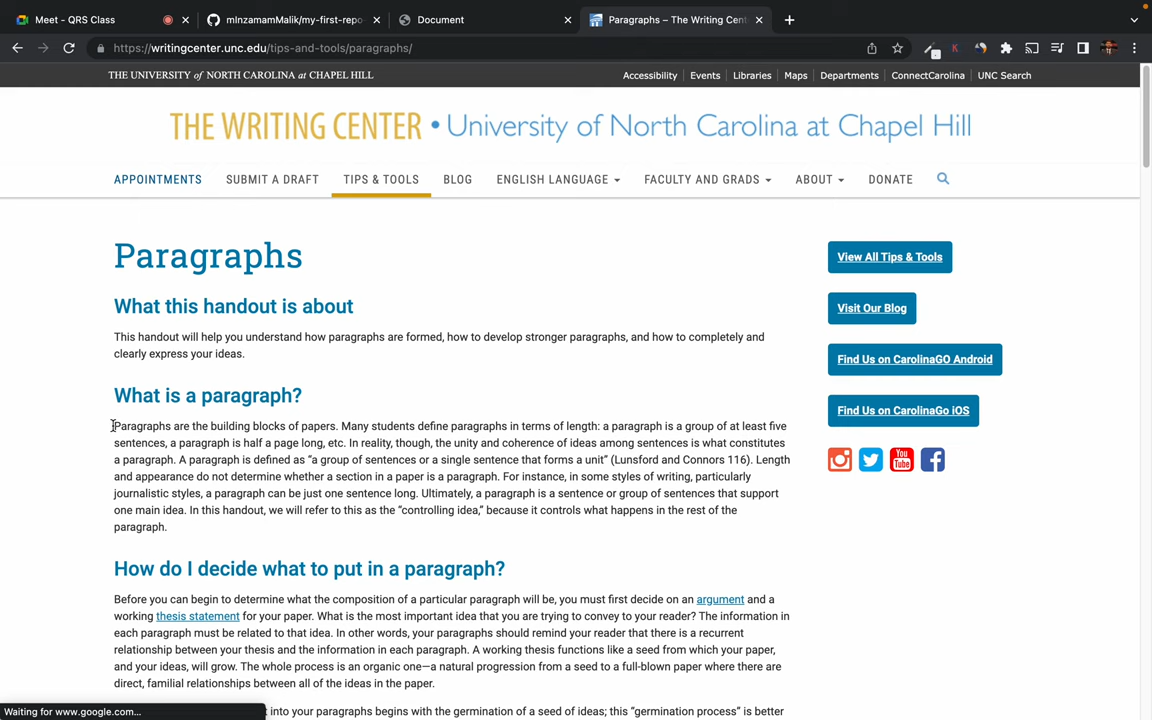 Meet - QRS Class
mInzamamMalik/my-first-repo
Document
Paragraphs – The Writing Cent
https://writingcenter.unc.edu/tips-and-tools/paragraphs/
THE UNIVERSITY of NORTH CAROLINA at CHAPEL HILL
Accessibility Events Libraries Maps Departments ConnectCarolina UNC Search
THE WRITING CENTER • University of North Carolina at Chapel Hill
APPOINTMENTS SUBMIT A DRAFT TIPS & TOOLS BLOG ENGLISH LANGUAGE FACULTY AND GRADS ABOUT DONATE
Paragraphs
What this handout is about
This handout will help you understand how paragraphs are formed, how to develop stronger paragraphs, and how to completely and
clearly express your ideas.
What is a paragraph?
Paragraphs are the building blocks of papers. Many students define paragraphs in terms of length: a paragraph is a group of at least five
sentences, a paragraph is half a page long, etc. In reality, though, the unity and coherence of ideas among sentences is what constitutes
a paragraph. A paragraph is defined as “a group of sentences or a single sentence that forms a unit” (Lunsford and Connors 116). Length
and appearance do not determine whether a section in a paper is a paragraph. For instance, in some styles of writing, particularly
journalistic styles, a paragraph can be just one sentence long. Ultimately, a paragraph is a sentence or group of sentences that support
one main idea. In this handout, we will refer to this as the “controlling idea,” because it controls what happens in the rest of the
paragraph.
How do I decide what to put in a paragraph?
Before you can begin to determine what the composition of a particular paragraph will be, you must first decide on an argument and a
working thesis statement for your paper. What is the most important idea that you are trying to convey to your reader? The information in
each paragraph must be related to that idea. In other words, your paragraphs should remind your reader that there is a recurrent
relationship between your thesis and the information in each paragraph. A working thesis functions like a seed from which your paper,
and your ideas, will grow. The whole process is an organic one—a natural progression from a seed to a full-blown paper where there are
direct, familial relationships between all of the ideas in the paper.
into your paragraphs begins with the germination of a seed of ideas; this “germination process” is better
View All Tips & Tools
Visit Our Blog
Find Us on CarolinaGO Android
Find Us on CarolinaGo iOS
You
Tube
Waiting for www.google.com...